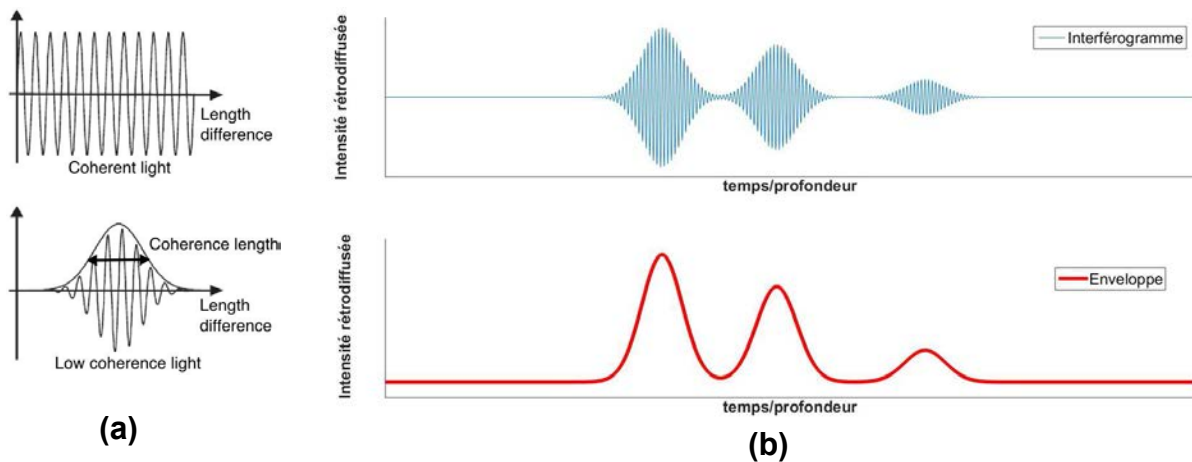 Length
difference
Coherent light
Coherence length
Length
difference
Low coherence light
(a)
Intensité rétrodiffusée
Interférogramme
temps/profondeur
Intensité rétrodiffusée
Enveloppe
temps/profondeur
(b)